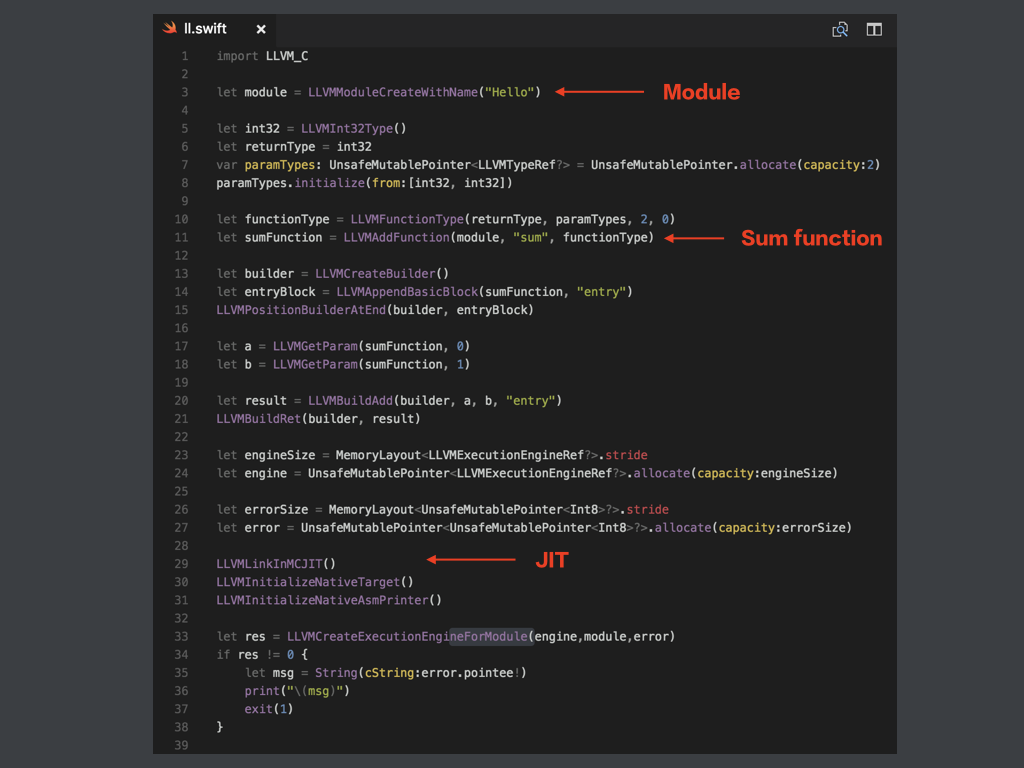 ll.swift
1 import LLVM_C
2
3 let module = LLVMModuleCreateWithName("Hello") Module
4
5 let int32 = LLVMInt32Type()
6 let returnType = int32
7 var paramTypes: UnsafeMutablePointer<LLVMTypeRef?> = UnsafeMutablePointer.allocate(capacity:2)
8 paramTypes.initialize(from:[int32, int32])
9
10 let functionType = LLVMFunctionType(returnType, paramTypes, 2, 0)
11 let sumFunction = LLVMAddFunction(module, "sum", functionType) Sum function
12
13 let builder = LLVMCreateBuilder()
14 let entryBlock = LLVMAppendBasicBlock(sumFunction, "entry")
15 LLVMPositionBuilderAtEnd(builder, entryBlock)
16
17 let a = LLVMGetParam(sumFunction, 0)
18 let b = LLVMGetParam(sumFunction, 1)
19
20 let result = LLVMBuildAdd(builder, a, b, "entry")
21 LLVMBuildRet(builder, result)
22
23 let engineSize = MemoryLayout<LLVMExecutionEngineRef?>.stride
24 let engine = UnsafeMutablePointer<LLVMExecutionEngineRef?>.allocate(capacity:engineSize)
25
26 let errorSize = MemoryLayout<UnsafeMutablePointer<Int8>?>.stride
27 let error = UnsafeMutablePointer<UnsafeMutablePointer<Int8>?>.allocate(capacity:errorSize)
28
29 LLVMLinkInMCJIT() JIT
30 LLVMInitializeNativeTarget()
31 LLVMInitializeNativeAsmPrinter()
32
33 let res = LLVMCreateExecutionEngineForModule(engine,module,error)
34 if res != 0 {
35 let msg = String(cString:error.pointee!)
36 print("\(msg)")
37 exit(1)
38 }
39